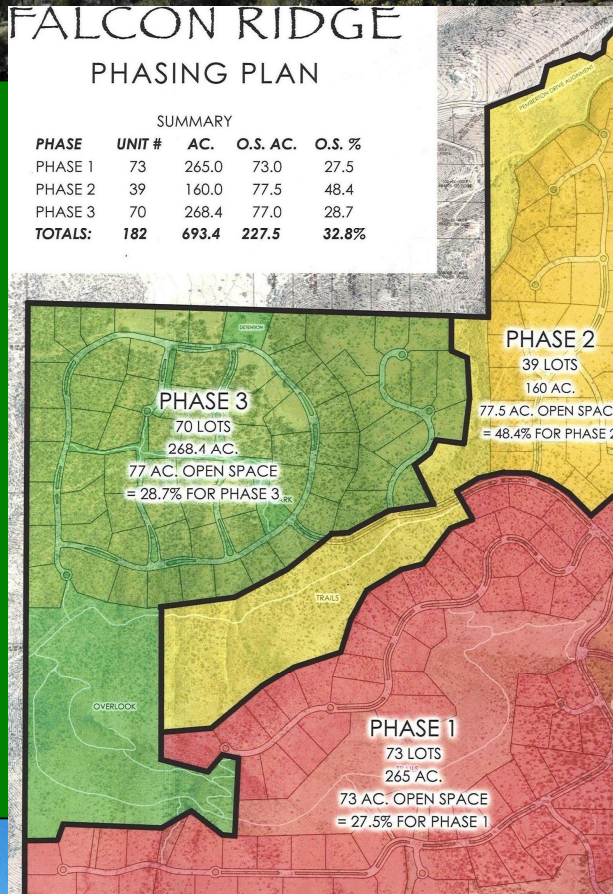 FALCON RIDGE
PHASING PLAN
SUMMARY
PHASE UNIT # AC. O.S. AC. O.S. %
PHASE 1 73 265.0 73.0 27.5
PHASE 2 39 160.0 77.5 48.4
PHASE 3 70 268.4 77.0 28.7
TOTALS: 182 693.4 227.5 32.8%
PEMBERTON DRIVE ALIGNMENT
DETENTION
PHASE 2
39 LOTS
160 AC.
77.5 AC. OPEN SPAC
= 48.4% FOR PHASE 2
PHASE 3
70 LOTS
268.4 AC.
77 AC. OPEN SPACE
= 28.7% FOR PHASE 3
RK
TRAILS
OVERLOOK
PHASE 1
73 LOTS
265 AC.
73 AC. OPEN SPACE
= 27.5% FOR PHASE 1